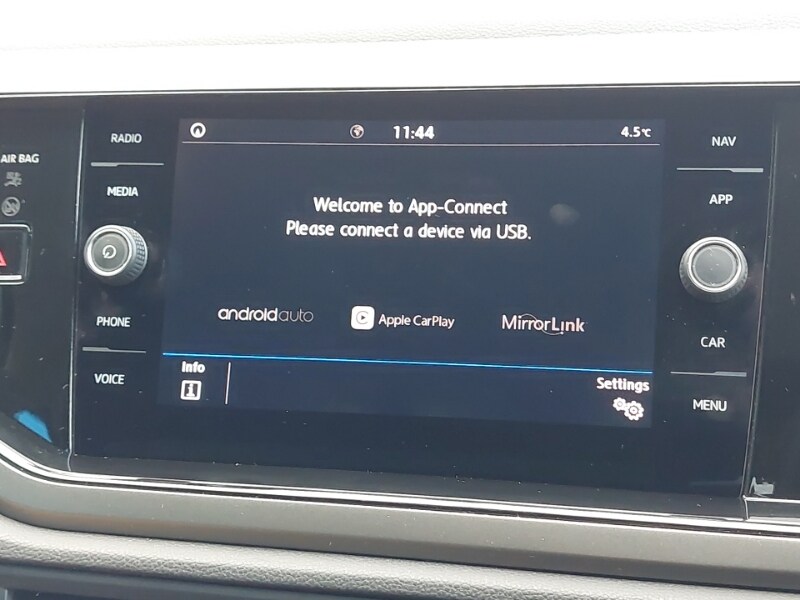 RADIO
AIR BAG
MEDIA
PHONE
VOICE
11:44
4.5°C
Welcome to App-Connect
Please connect a device via USB.
androidauto
Apple CarPlay
MirrorLink
Info
i
Settings
NAV
APP
CAR
MENU